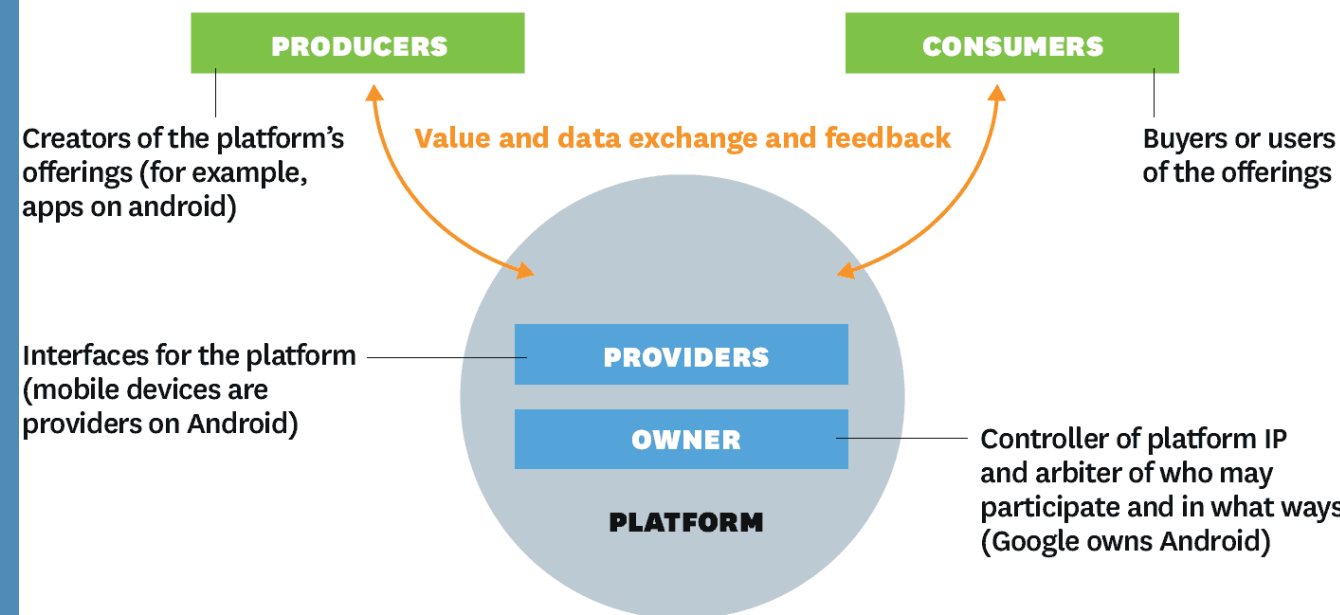 PRODUCERS
CONSUMERS
Creators of the platform's
offerings (for example,
apps on android)
Value and data exchange and feedback
Buyers or users
of the offerings
Interfaces for the platform
(mobile devices are
providers on Android)
PROVIDERS
OWNER
Controller of platform IP
and arbiter of who may
participate and in what ways
(Google owns Android)
PLATFORM